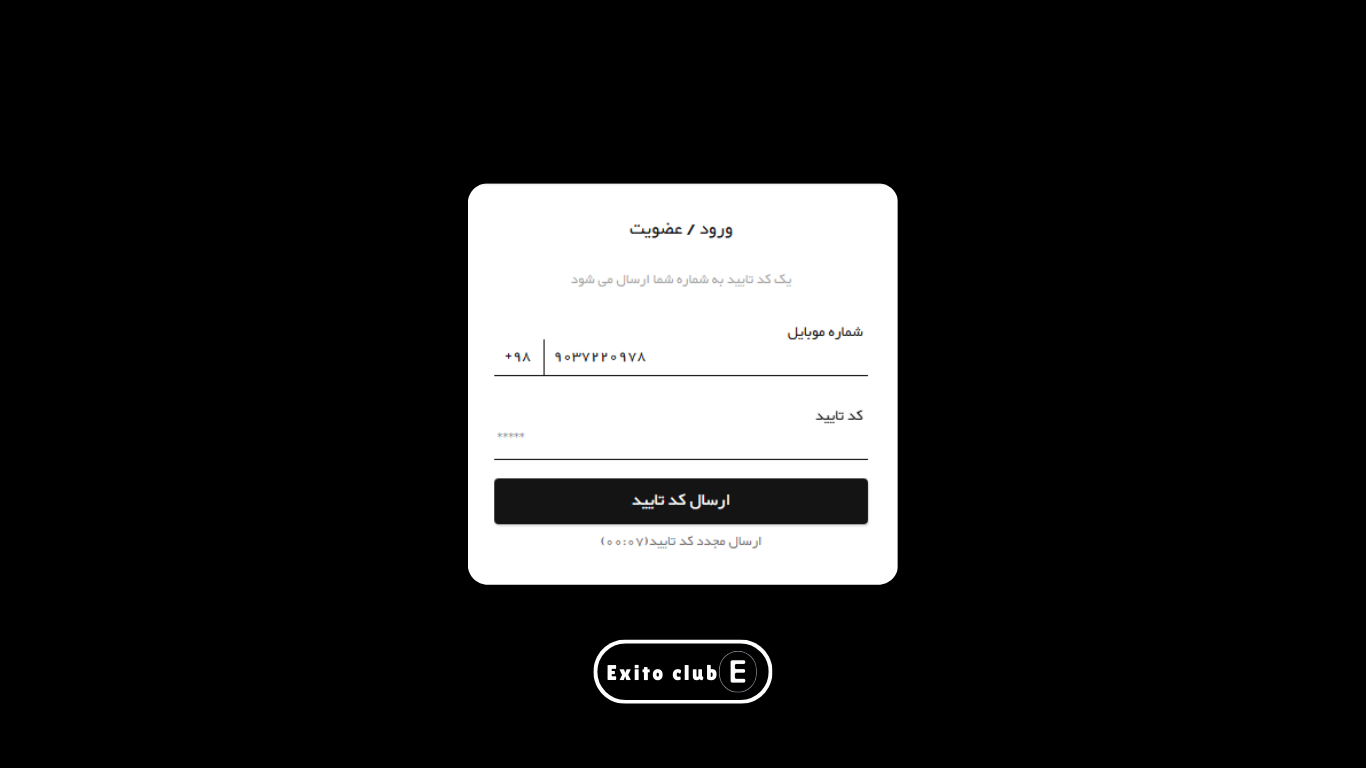 ورود / عضویت
یک کد تایید به شماره شما ارسال می شود
شماره موبایل
+۹۸ ۹۰۳۷۲۲۰۹۷۸
کد تایید
*****
ارسال کد تایید
ارسال مجدد کد تایید(۰۰:۰۷)
Exito club E